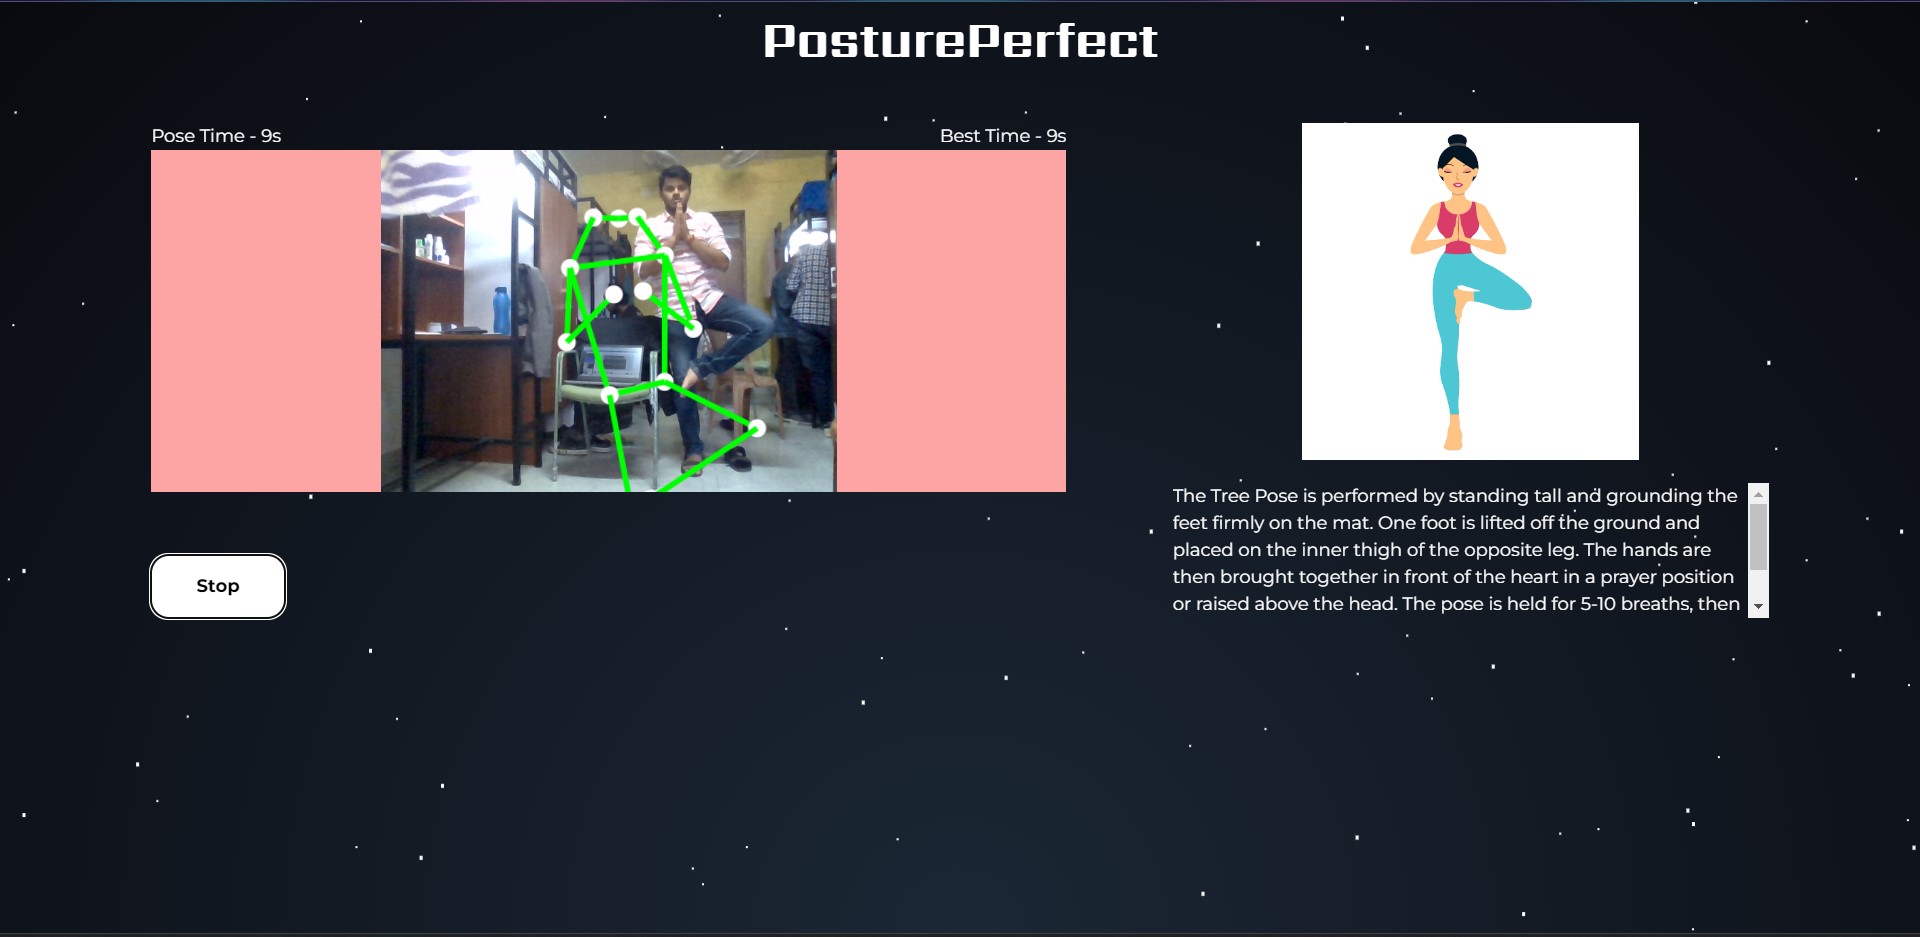 PosturePerfect
Pose Time - 9s
Best Time - 9s
The Tree Pose is performed by standing tall and grounding the
feet firmly on the mat. One foot is lifted off the ground and
placed on the inner thigh of the opposite leg. The hands are
then brought together in front of the heart in a prayer position
or raised above the head. The pose is held for 5-10 breaths, then
Stop